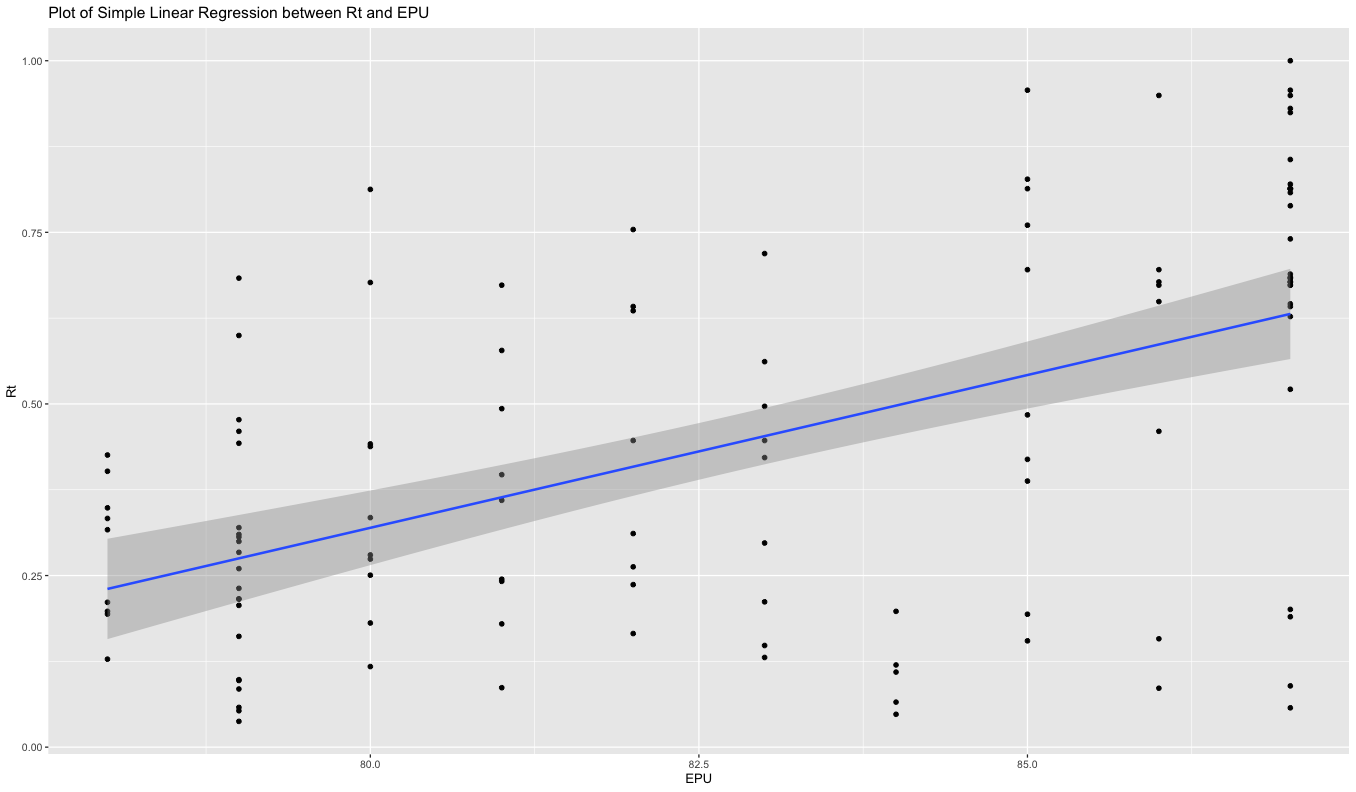 Plot of Simple Linear Regression between Rt and EPU
1.00
0.75
Rt
0.50
0.25
0.00
80.0 82.5 85.0
EPU